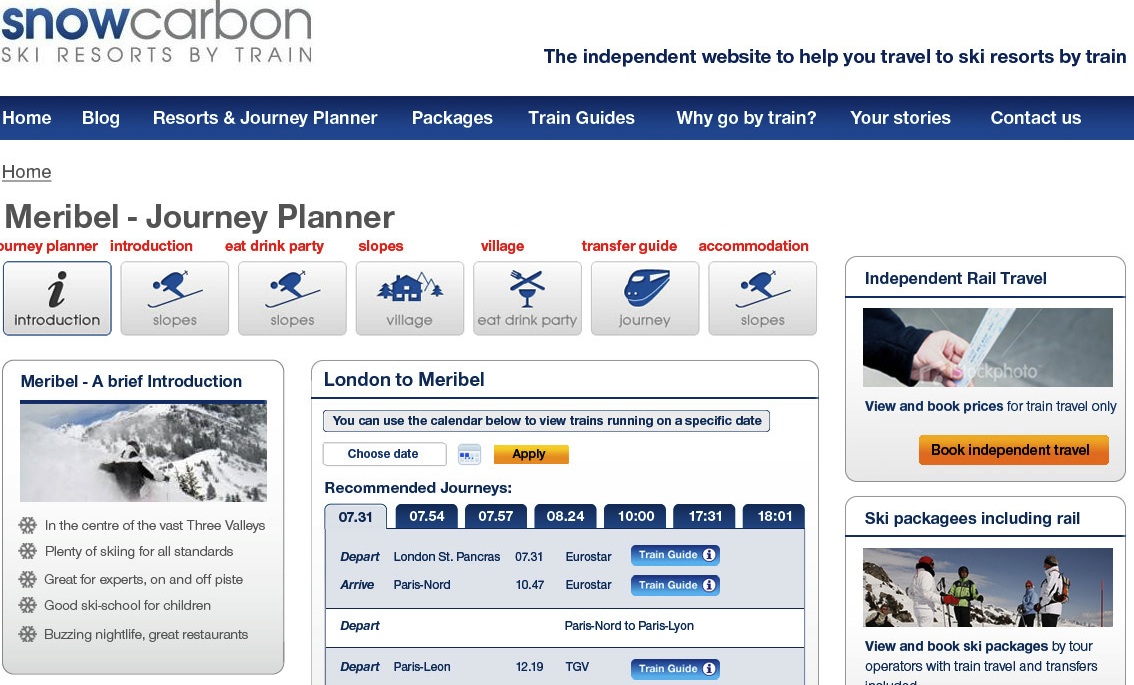 snowcarbon
SKI RESORTS BY TRAIN
The independent website to help you travel to ski resorts by train
Home Blog Resorts & Journey Planner Packages Train Guides Why go by train? Your stories Contact us
Home
Meribel - Journey Planner
ourney planner introduction eat drink party slopes village transfer guide accommodation
introduction slopes slopes village eat drink party journey slopes
Meribel - A brief Introduction
In the centre of the vast Three Valleys
Plenty of skiing for all standards
Great for experts, on and off piste
Good ski-school for children
Buzzing nightlife, great restaurants
London to Meribel
You can use the calendar below to view trains running on a specific date
Choose date Apply
Recommended Journeys:
07.31 07.54 07.57 08.24 10:00 17:31 18:01
Depart London St. Pancras 07.31 Eurostar Train Guide i
Arrive Paris-Nord 10.47 Eurostar Train Guide i
Depart Paris-Nord to Paris-Lyon
Depart Paris-Leon 12.19 TGV Train Guide i
Independent Rail Travel
iStockphoto
View and book prices for train travel only
Book independent travel
Ski packagees including rail
View and book ski packages by tour
operators with train travel and transfers
included